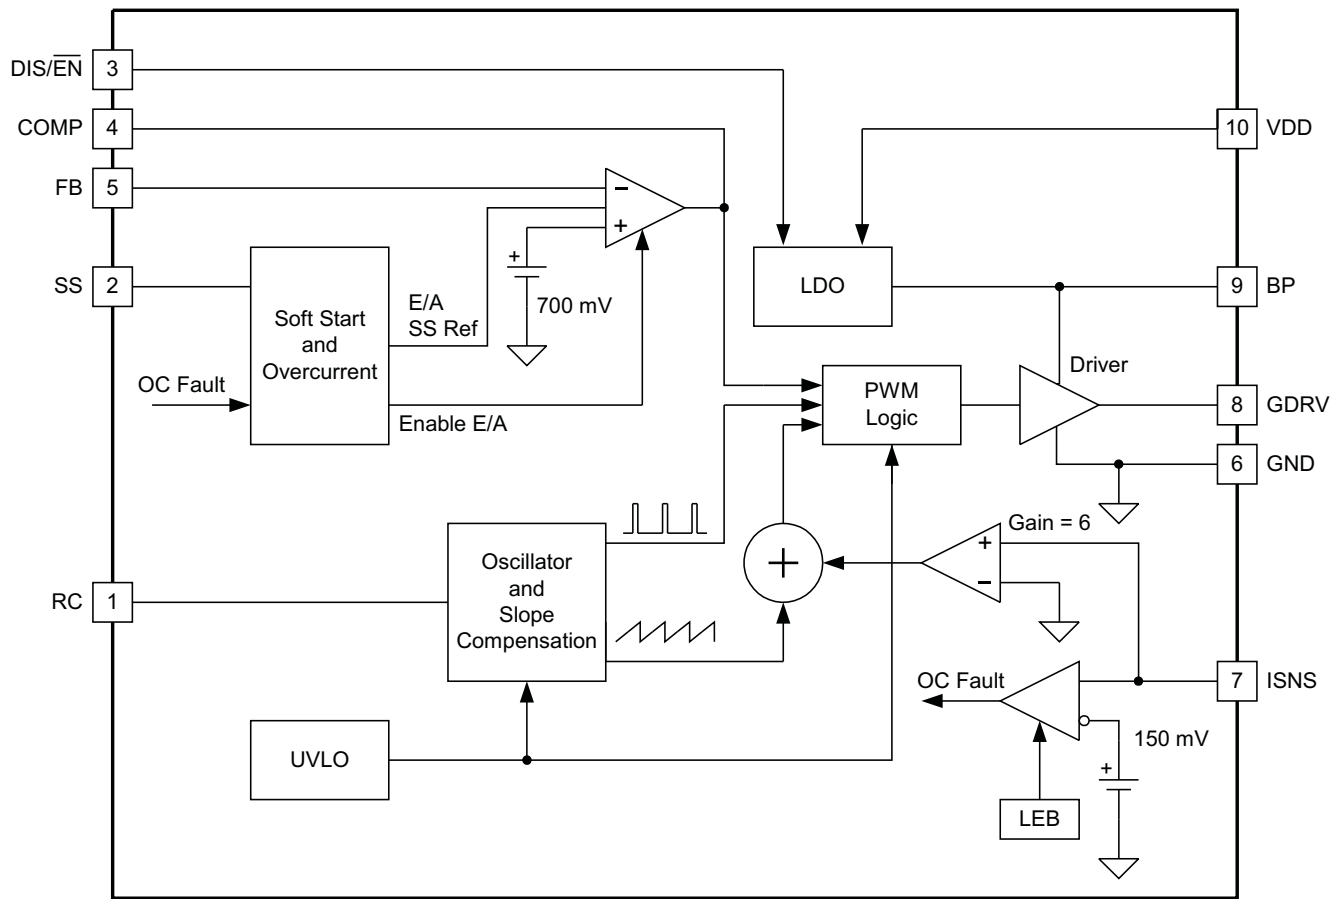 DIS/EN 3
COMP 4
10 VDD
FB 5
−
+
SS 2
+
700 mV
E/A
SS Ref
Soft Start
and
Overcurrent
LDO
9 BP
OC Fault
Enable E/A
Driver
PWM
Logic
8 GDRV
6 GND
Gain = 6
+
−
+
Oscillator
and
Slope
Compensation
RC 1
OC Fault
7 ISNS
150 mV
+
UVLO
LEB